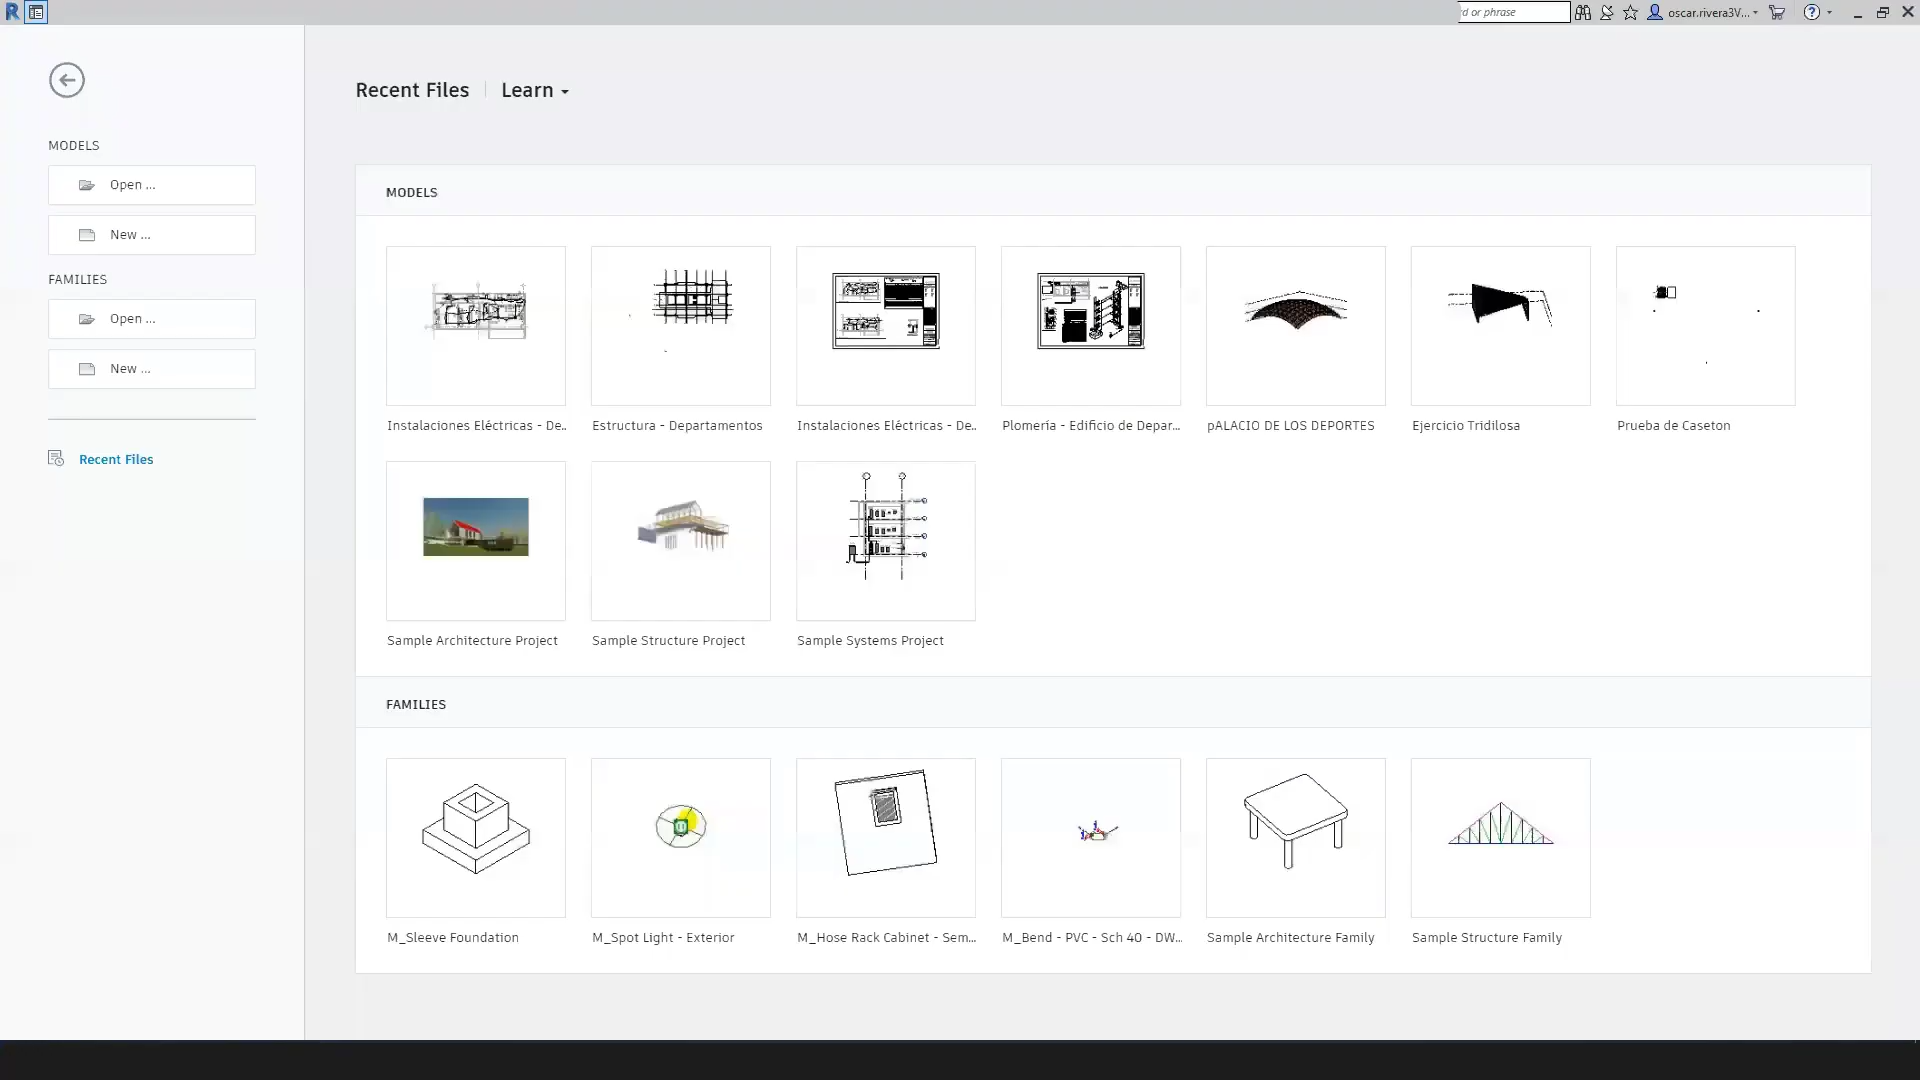 d or phrase
oscar.rivera3V...
Recent Files
Learn
MODELS
Open ...
New ...
FAMILIES
Open ...
New ...
Recent Files
MODELS
Instalaciones Eléctricas - De..
Estructura - Departamentos
Instalaciones Eléctricas - De..
Plomería - Edificio de Depar...
pALACIO DE LOS DEPORTES
Ejercicio Tridilosa
Prueba de Caseton
Sample Architecture Project
Sample Structure Project
Sample Systems Project
FAMILIES
M_Sleeve Foundation
M_Spot Light - Exterior
M_Hose Rack Cabinet - Sem...
M_Bend - PVC - Sch 40 - DW...
Sample Architecture Family
Sample Structure Family